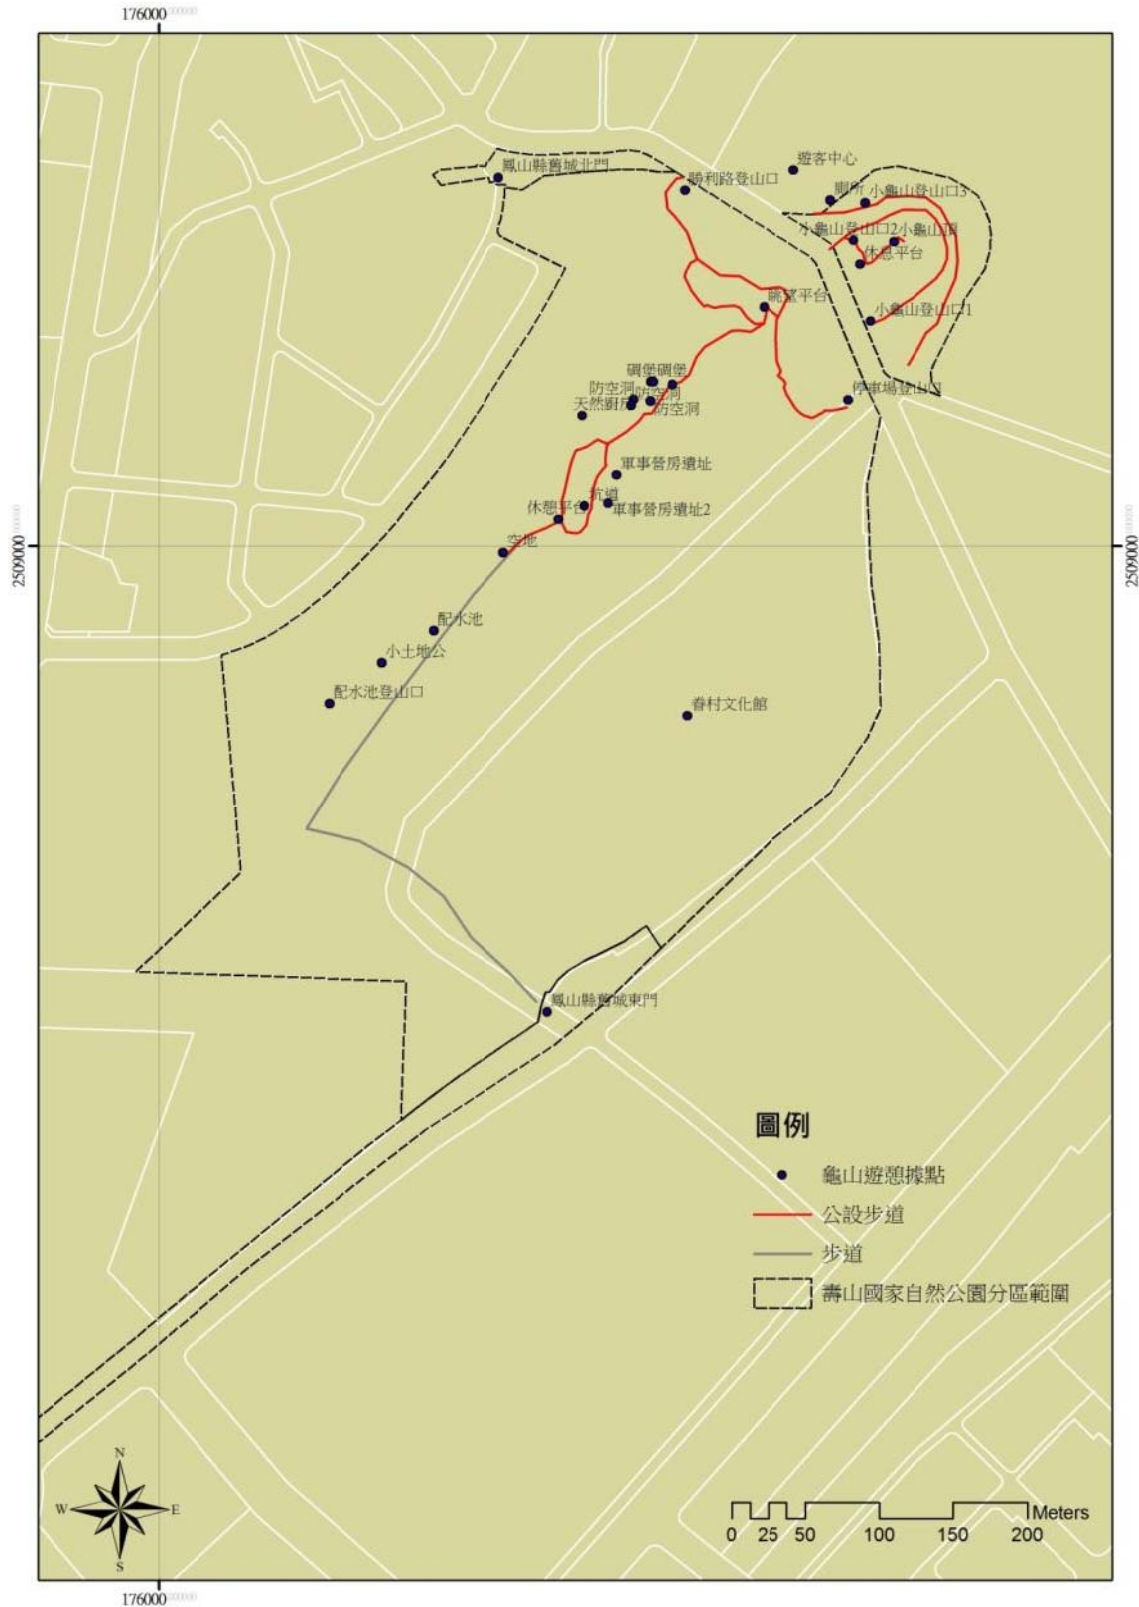 176000
鳳山縣舊城北門
遊客中心
勝利路登山口
廁所
小龜山登山口3
小龜山登山口2
小龜山頂
休息平台
眺望平台
小龜山登山口1
碉堡
碉堡
停車場登山口
防空洞
防空洞
天然廚房
防空洞
軍事營房遺址
坑道
休憩平台
軍事營房遺址2
空地
2509000
2509000
配水池
小土地公
配水池登山口
眷村文化館
鳳山縣舊城東門
圖例
龜山遊憩據點
公設步道
步道
壽山國家自然公園分區範圍
N
W
E
S
Meters
0 25 50 100 150 200
176000